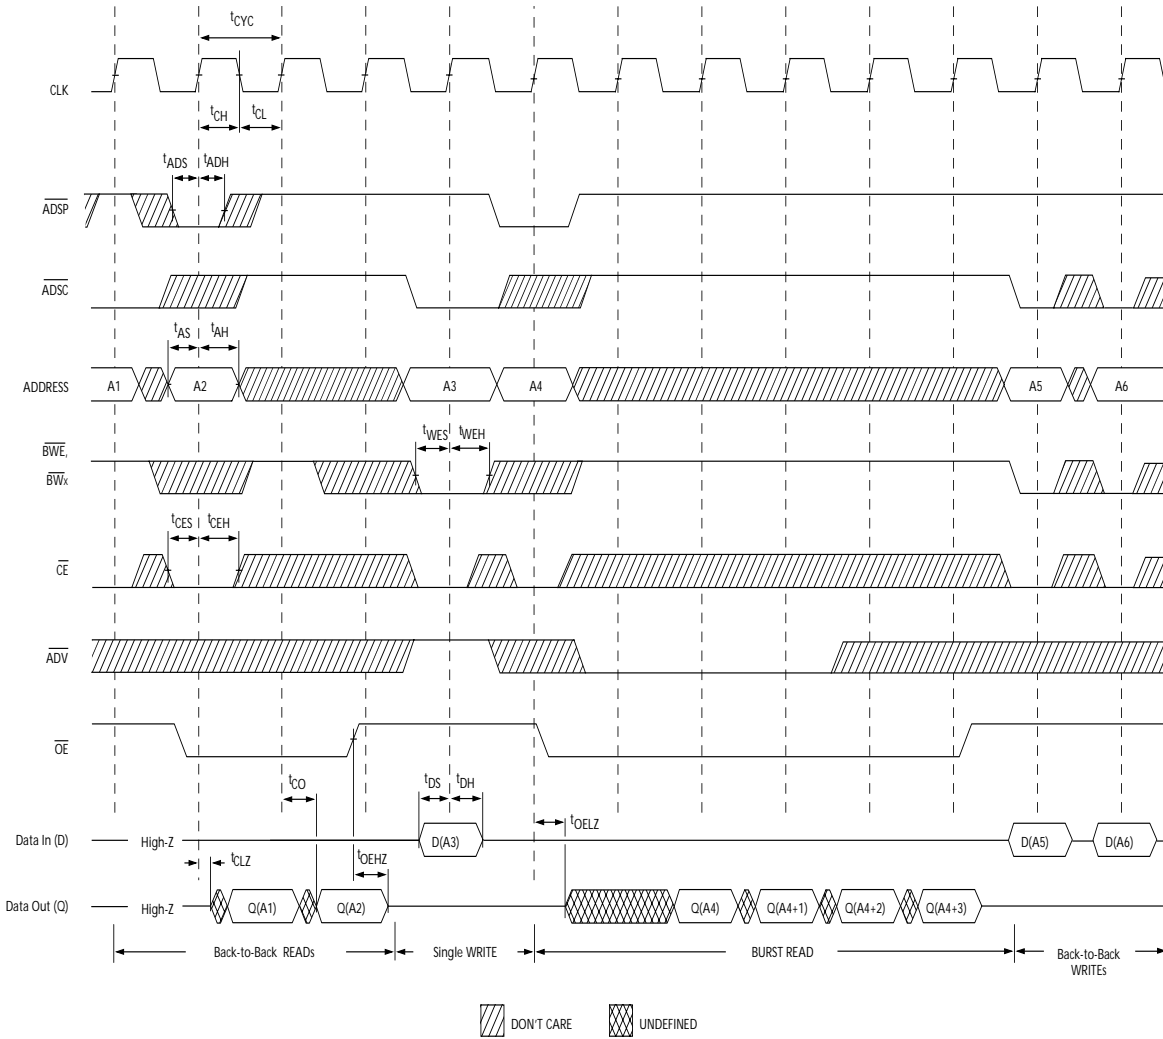 tCYC
CLK
tCH tCL
tADS tADH
ADSP
ADSC
tAS tAH
ADDRESS A1 A2 A3 A4 A5 A6
tWES tWEH
BWE,
BWx
tCES tCEH
CE
ADV
OE
tCO tDS tDH
tOELZ
Data In (D) High-Z D(A3) D(A5) D(A6)
tCLZ tOEHZ
Data Out (Q) High-Z Q(A1) Q(A2) Q(A4) Q(A4+1) Q(A4+2) Q(A4+3)
Back-to-Back READs Single WRITE BURST READ Back-to-Back
WRITEs
DON'T CARE UNDEFINED